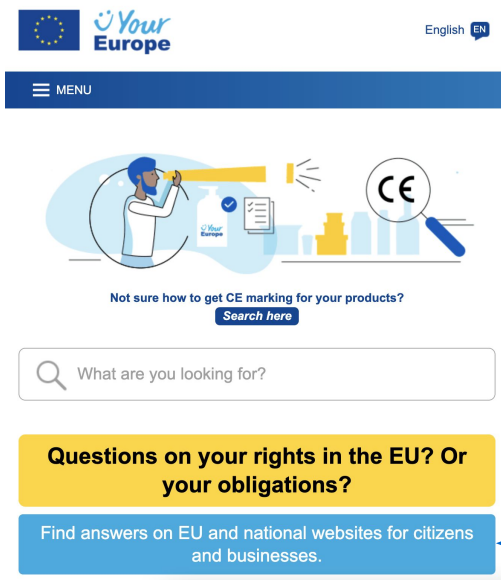 Your
Europe
English EN
MENU
CE
Your
Europe
Not sure how to get CE marking for your products?
Search here
What are you looking for?
Questions on your rights in the EU? Or
your obligations?
Find answers on EU and national websites for citizens
and businesses.